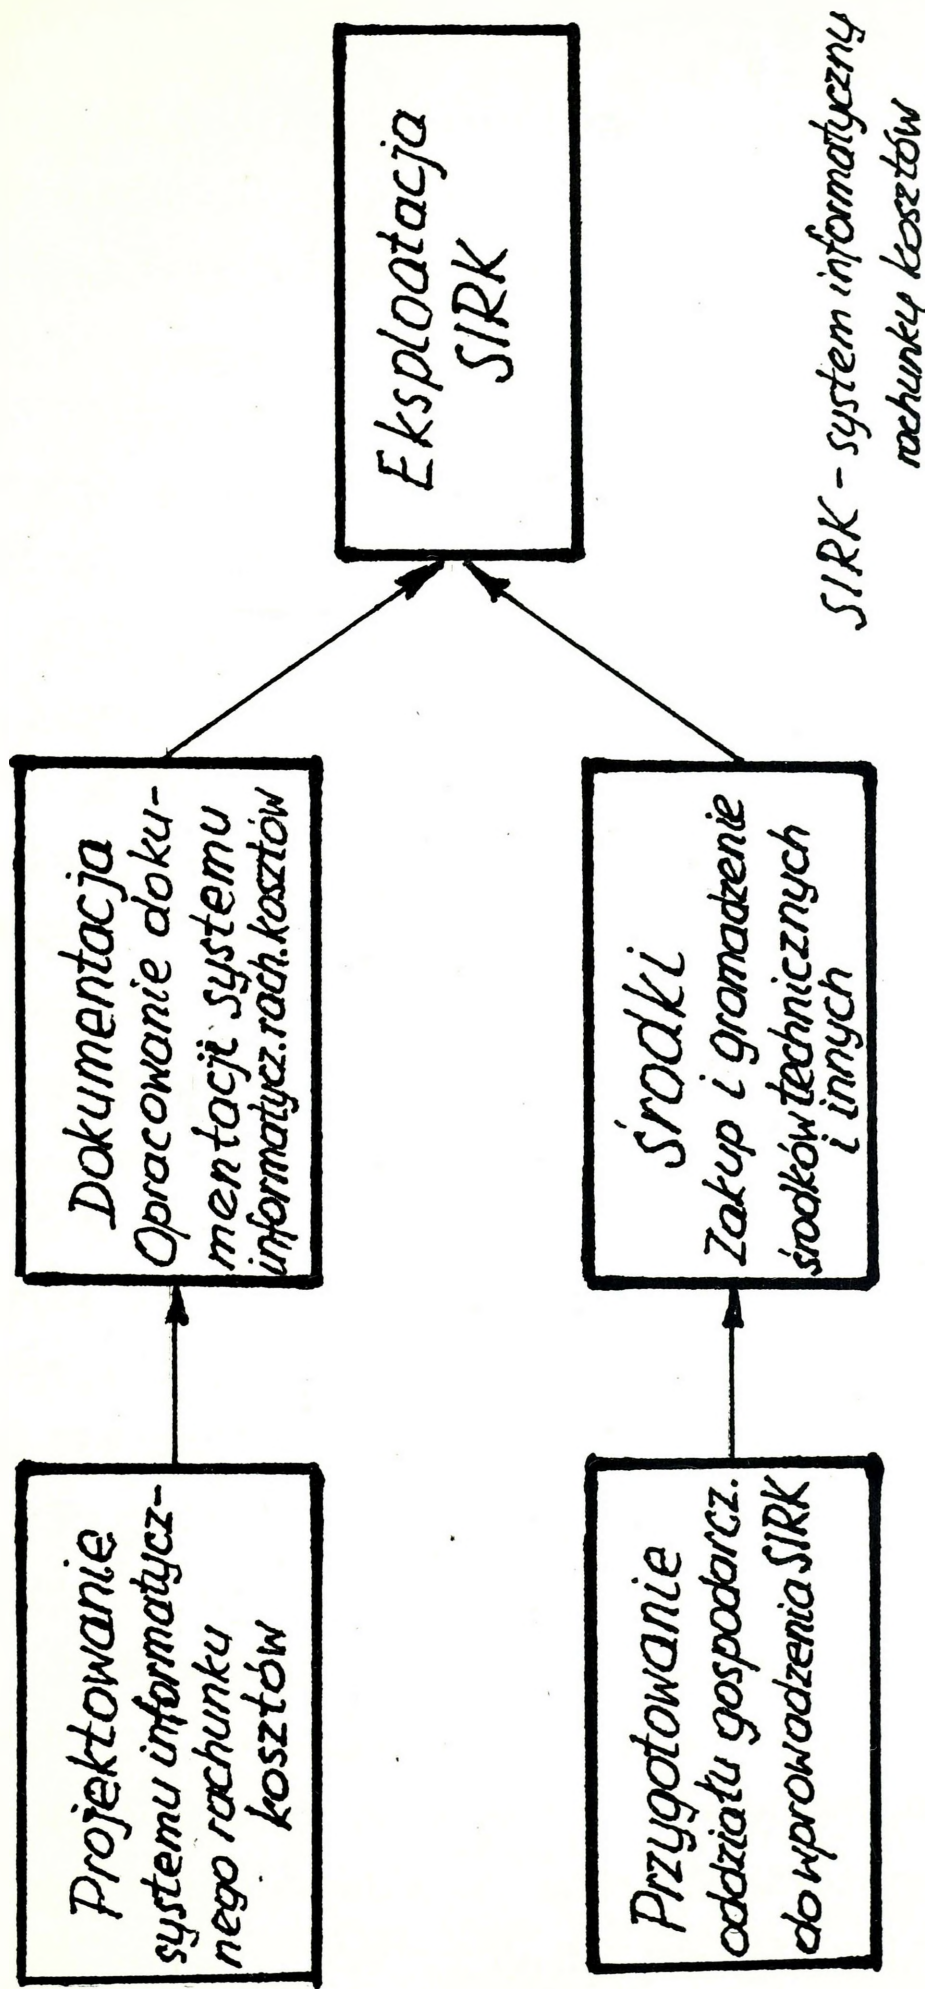 Projektowanie
systemu informatycz-
nego rachunku
kosztów
Dokumentacja
Opracowanie doku-
mentacji systemu
informatycz.rach.kosztów
Przygotowanie
oddziału gospodarcz.
do wprowadzenia SIRK
Środki
Zakup i gromadzenie
środków technicznych
i innych
Eksploatacja
SIRK
SIRK - system informatyczny
rachunku kosztów